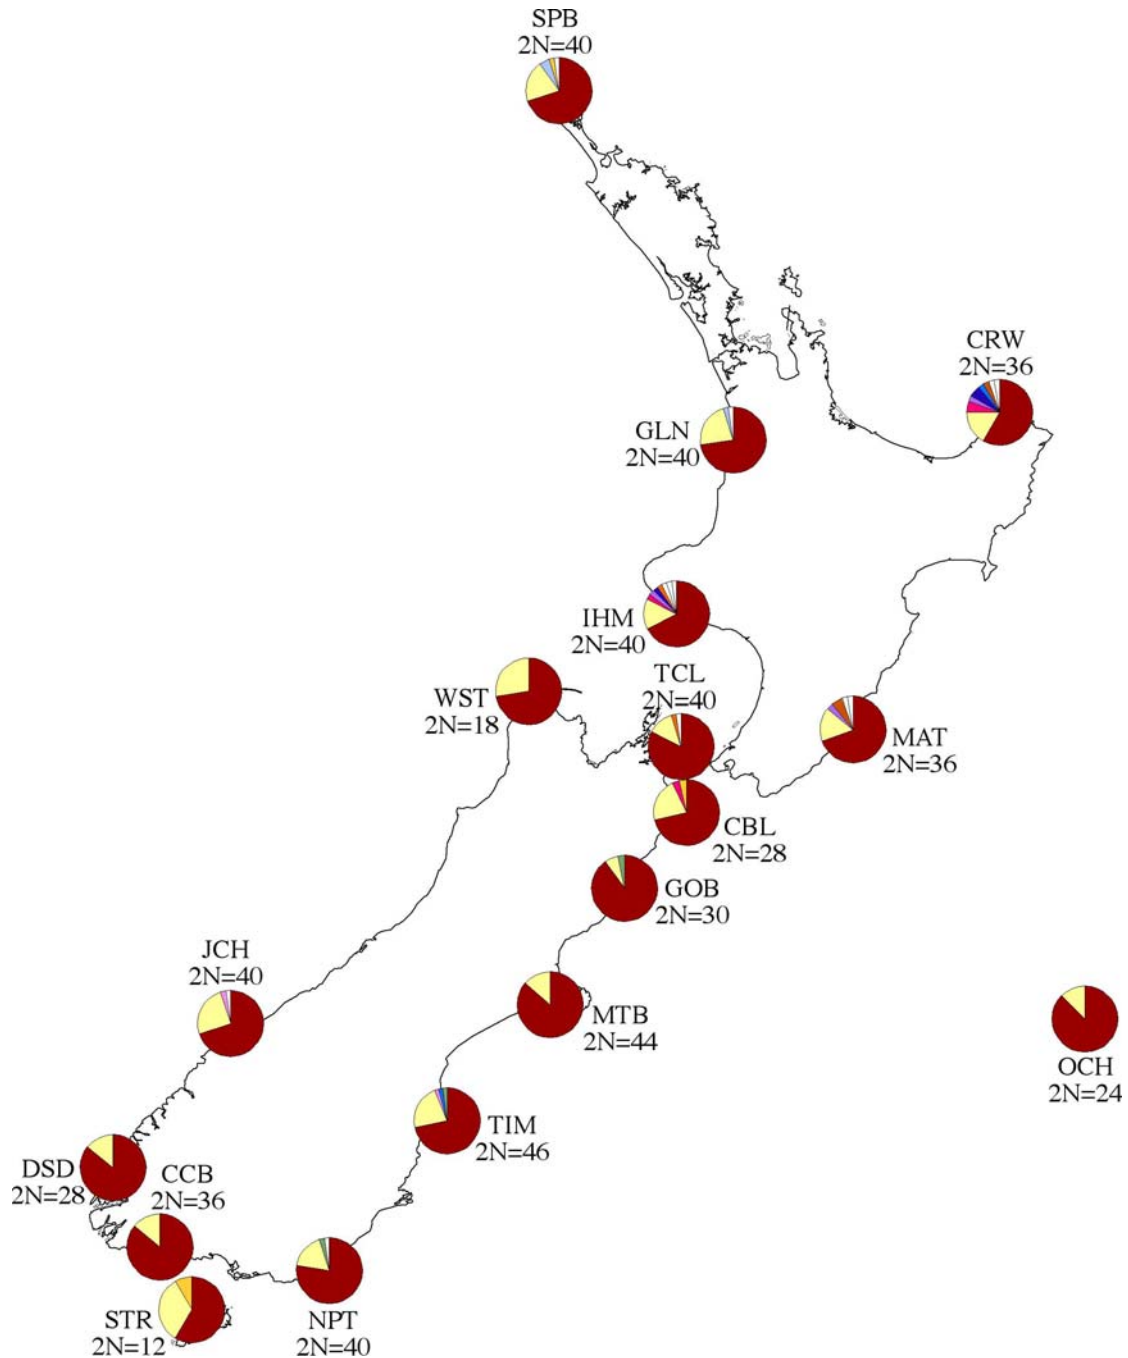 SPB
2N=40
CRW
2N=36
GLN
2N=40
IHM
2N=40
TCL
2N=40
WST
2N=18
MAT
2N=36
CBL
2N=28
GOB
2N=30
JCH
2N=40
MTB
2N=44
OCH
2N=24
TIM
2N=46
DSD
2N=28
CCB
2N=36
STR
2N=12
NPT
2N=40